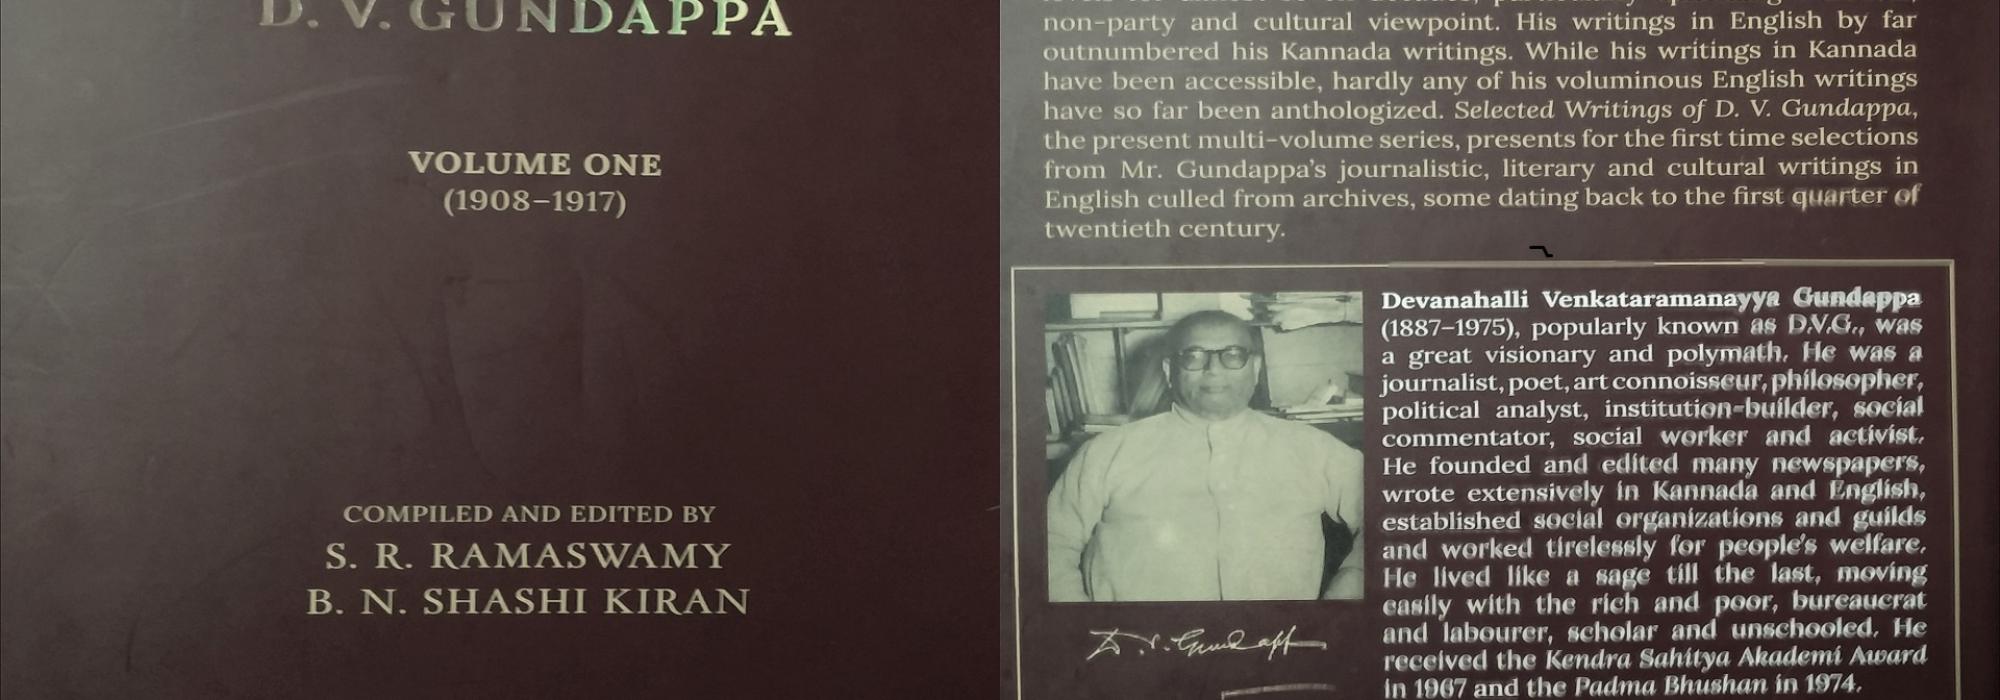 D. V. GUNDAPPA
VOLUME ONE
(1908–1917)
COMPILED AND EDITED BY
S. R. RAMASWAMY
B. N. SHASHI KIRAN
non-party and cultural viewpoint. His writings in English by far
outnumbered his Kannada writings. While his writings in Kannada
have been accessible, hardly any of his voluminous English writings
have so far been anthologized. Selected Writings of D. V. Gundappa,
the present multi-volume series, presents for the first time selections
from Mr. Gundappa's journalistic, literary and cultural writings in
English culled from archives, some dating back to the first quarter of
twentieth century.
Devanahalli Venkataramanayya Gundappa
(1887–1975), popularly known as D.V.G., was
a great visionary and polymath. He was a
journalist, poet, art connoisseur, philosopher,
political analyst, institution-builder, social
commentator, social worker and activist.
He founded and edited many newspapers,
wrote extensively in Kannada and English,
established social organizations and guilds
and worked tirelessly for people's welfare.
He lived like a sage till the last, moving
easily with the rich and poor, bureaucrat
and labourer, scholar and unschooled. He
received the Kendra Sahitya Akademi Award
in 1967 and the Padma Bhushan in 1974.
D. V. Gundappa